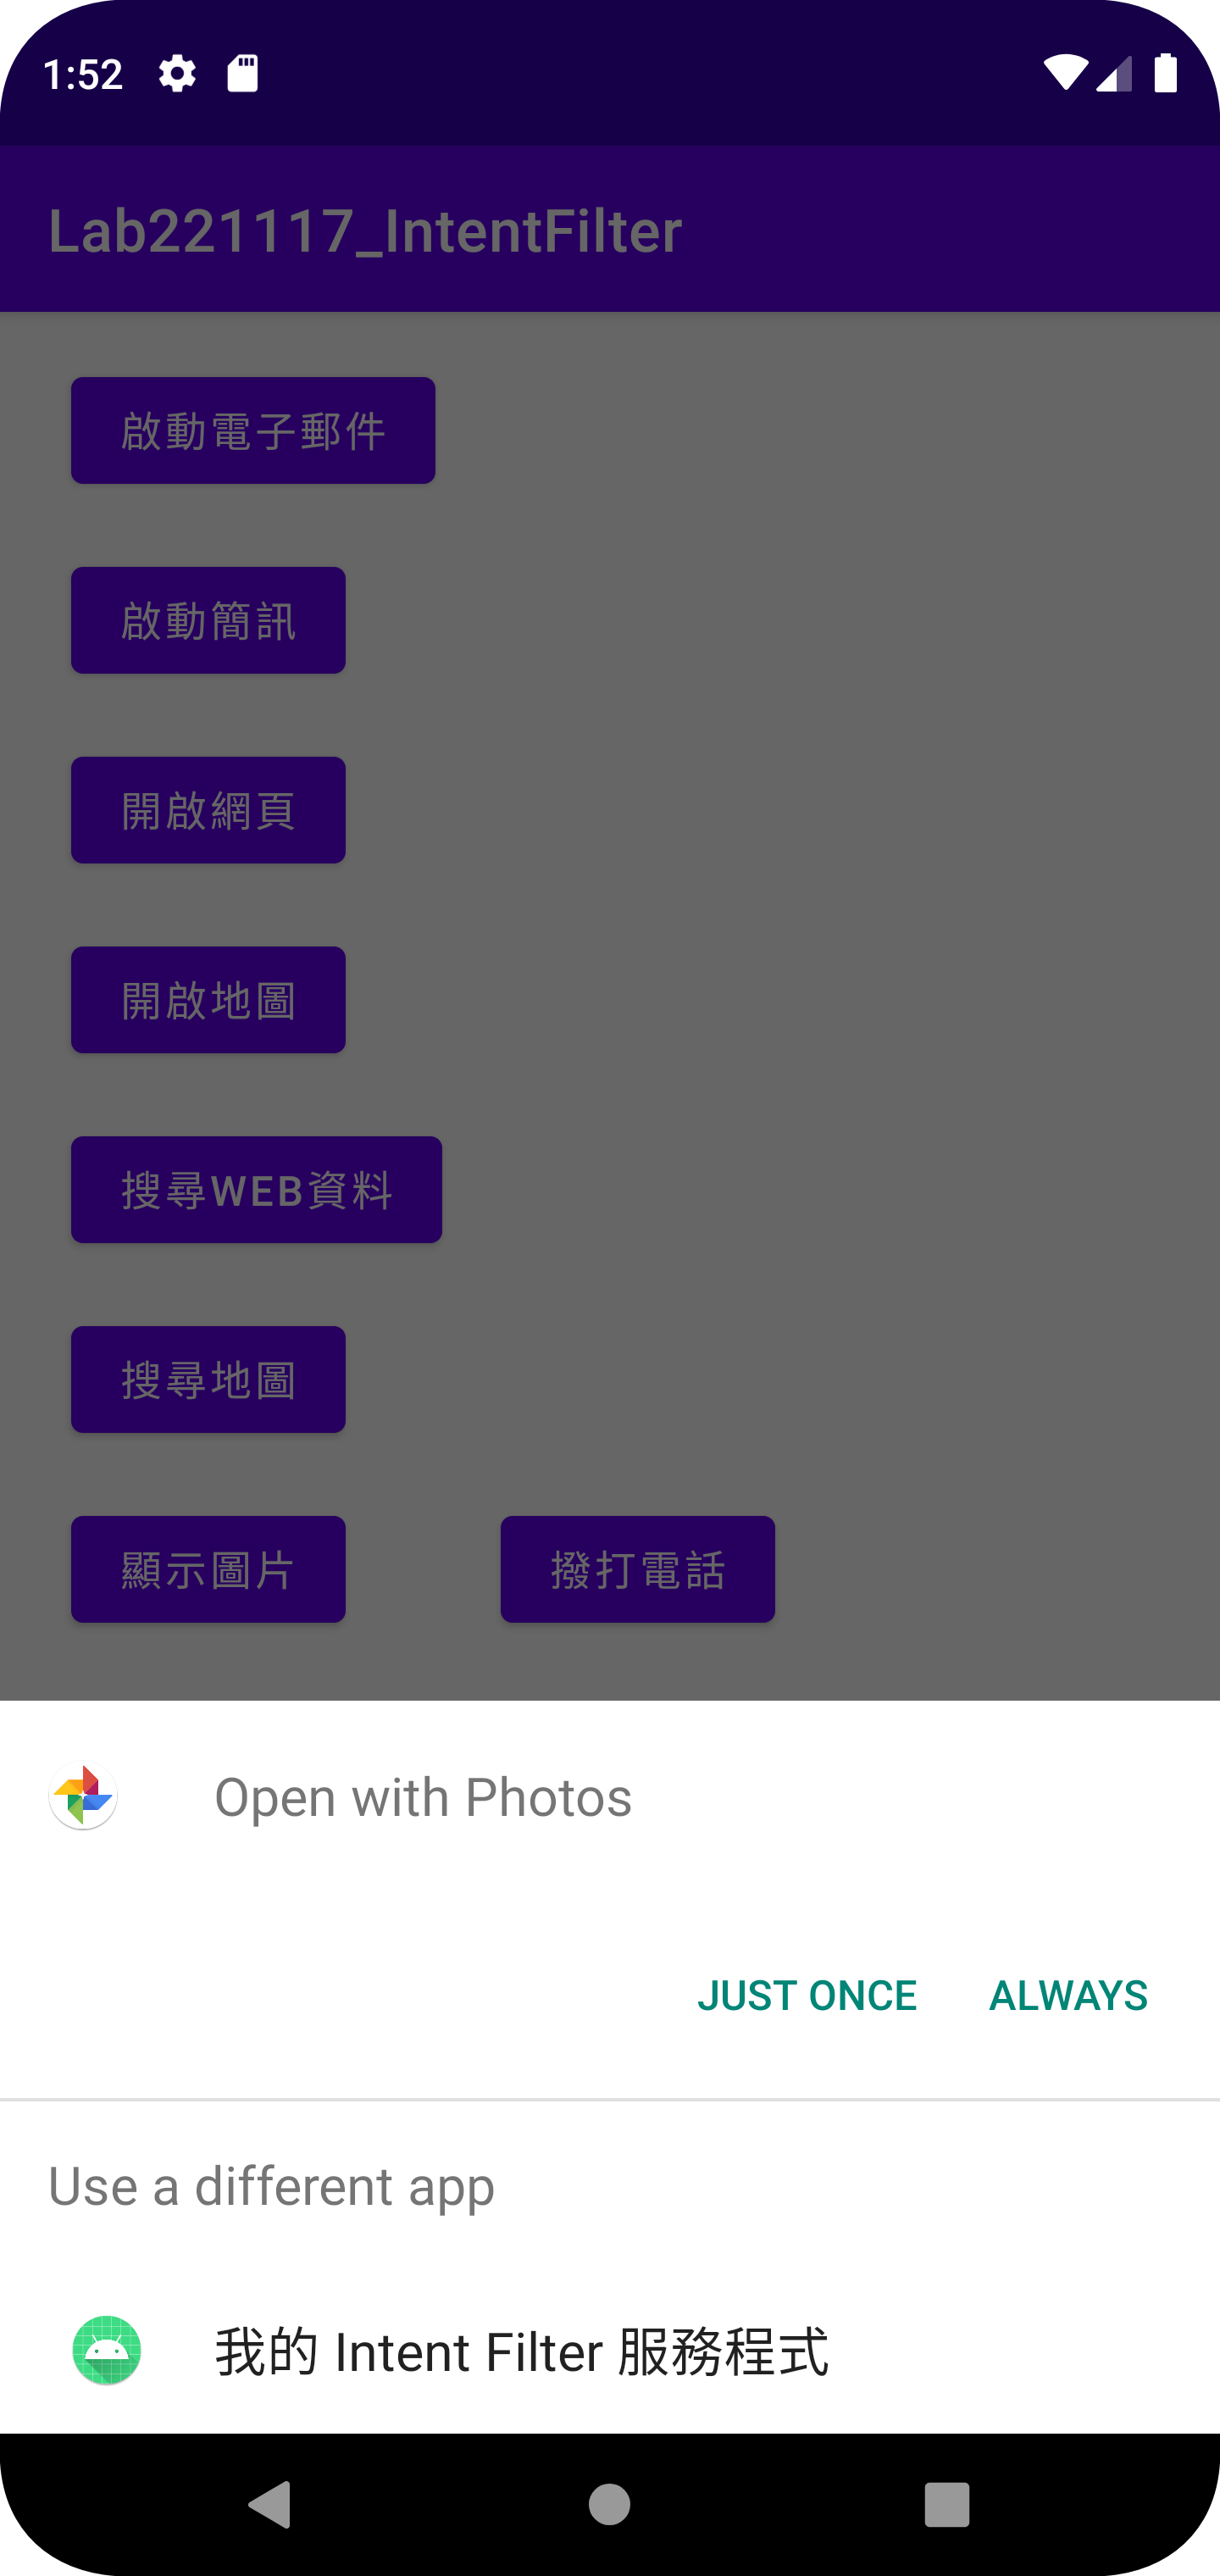 1:52
Lab221117_IntentFilter
啟動電子郵件
啟動簡訊
開啟網頁
開啟地圖
搜尋WEB資料
搜尋地圖
顯示圖片 撥打電話
Open with Photos
JUST ONCE ALWAYS
Use a different app
我的 Intent Filter 服務程式